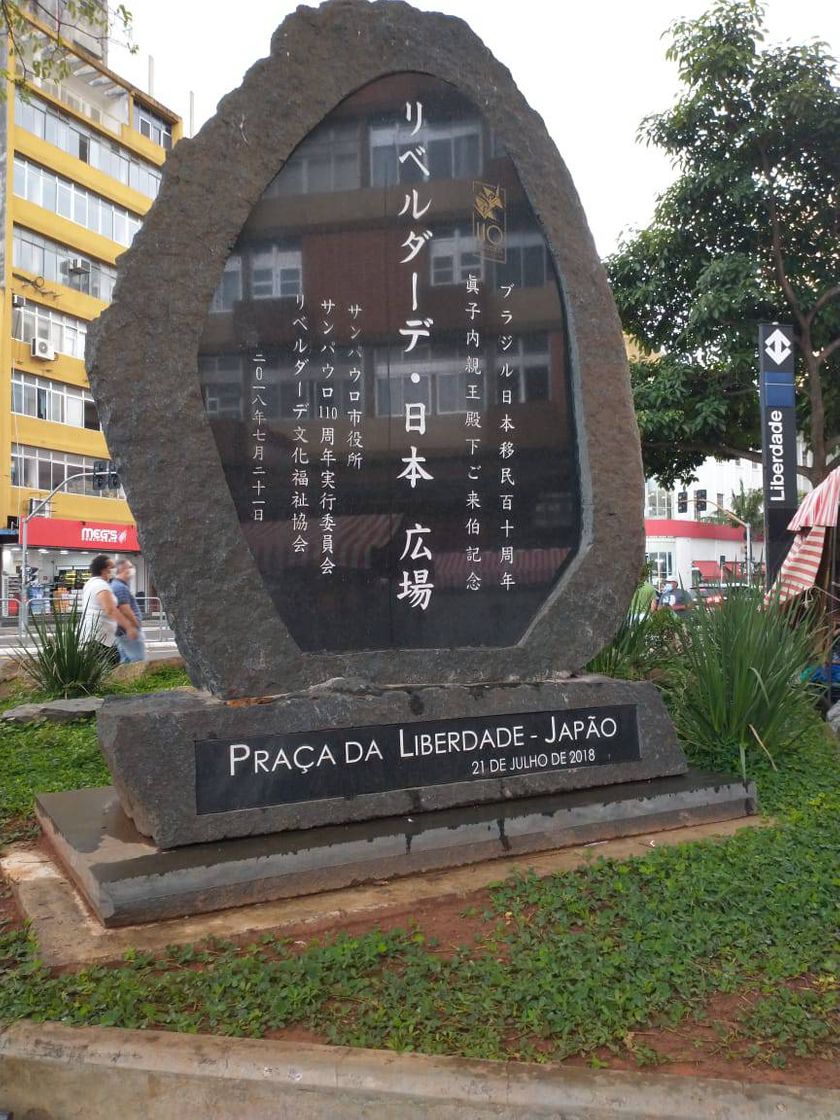 ブラジル日本移民百十周年
眞子内親王殿下ご来伯記念
110
リベルダーデ・日本 広場
サンパウロ市役所
サンパウロ110周年実行委員会
リベルダーデ文化福祉協会
二〇一八年七月二十一日
PRAÇA DA LIBERDADE - JAPÃO
21 DE JULHO DE 2018
Liberdade
MEG'S